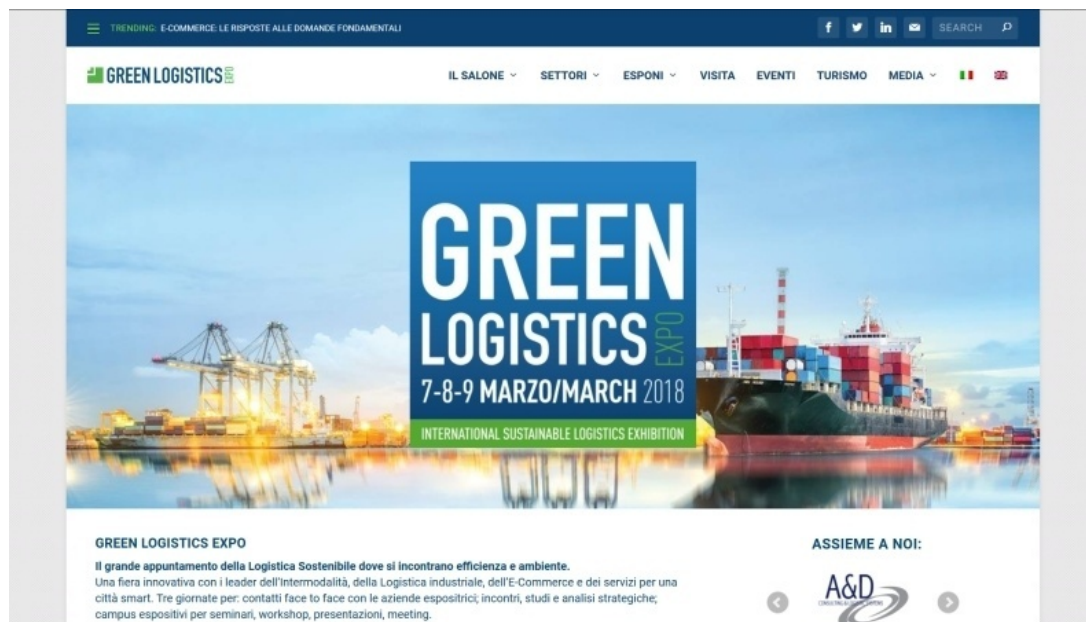 TRENDING: E-COMMERCE: LE RISPOSTE ALLE DOMANDE FONDAMENTALI
SEARCH
GREEN LOGISTICS EXPO
IL SALONE
SETTORI
ESPONI
VISITA
EVENTI
TURISMO
MEDIA
GREEN
LOGISTICS EXPO
7-8-9 MARZO/MARCH 2018
INTERNATIONAL SUSTAINABLE LOGISTICS EXHIBITION
GREEN LOGISTICS EXPO
Il grande appuntamento della Logistica Sostenibile dove si incontrano efficienza e ambiente.
Una fiera innovativa con i leader dell'Intermodalità, della Logistica industriale, dell'E-Commerce e dei servizi per una
città smart. Tre giornate per: contatti face to face con le aziende espositrici; incontri, studi e analisi strategiche;
campus espositivi per seminari, workshop, presentazioni, meeting.
ASSIEME A NOI:
A&D